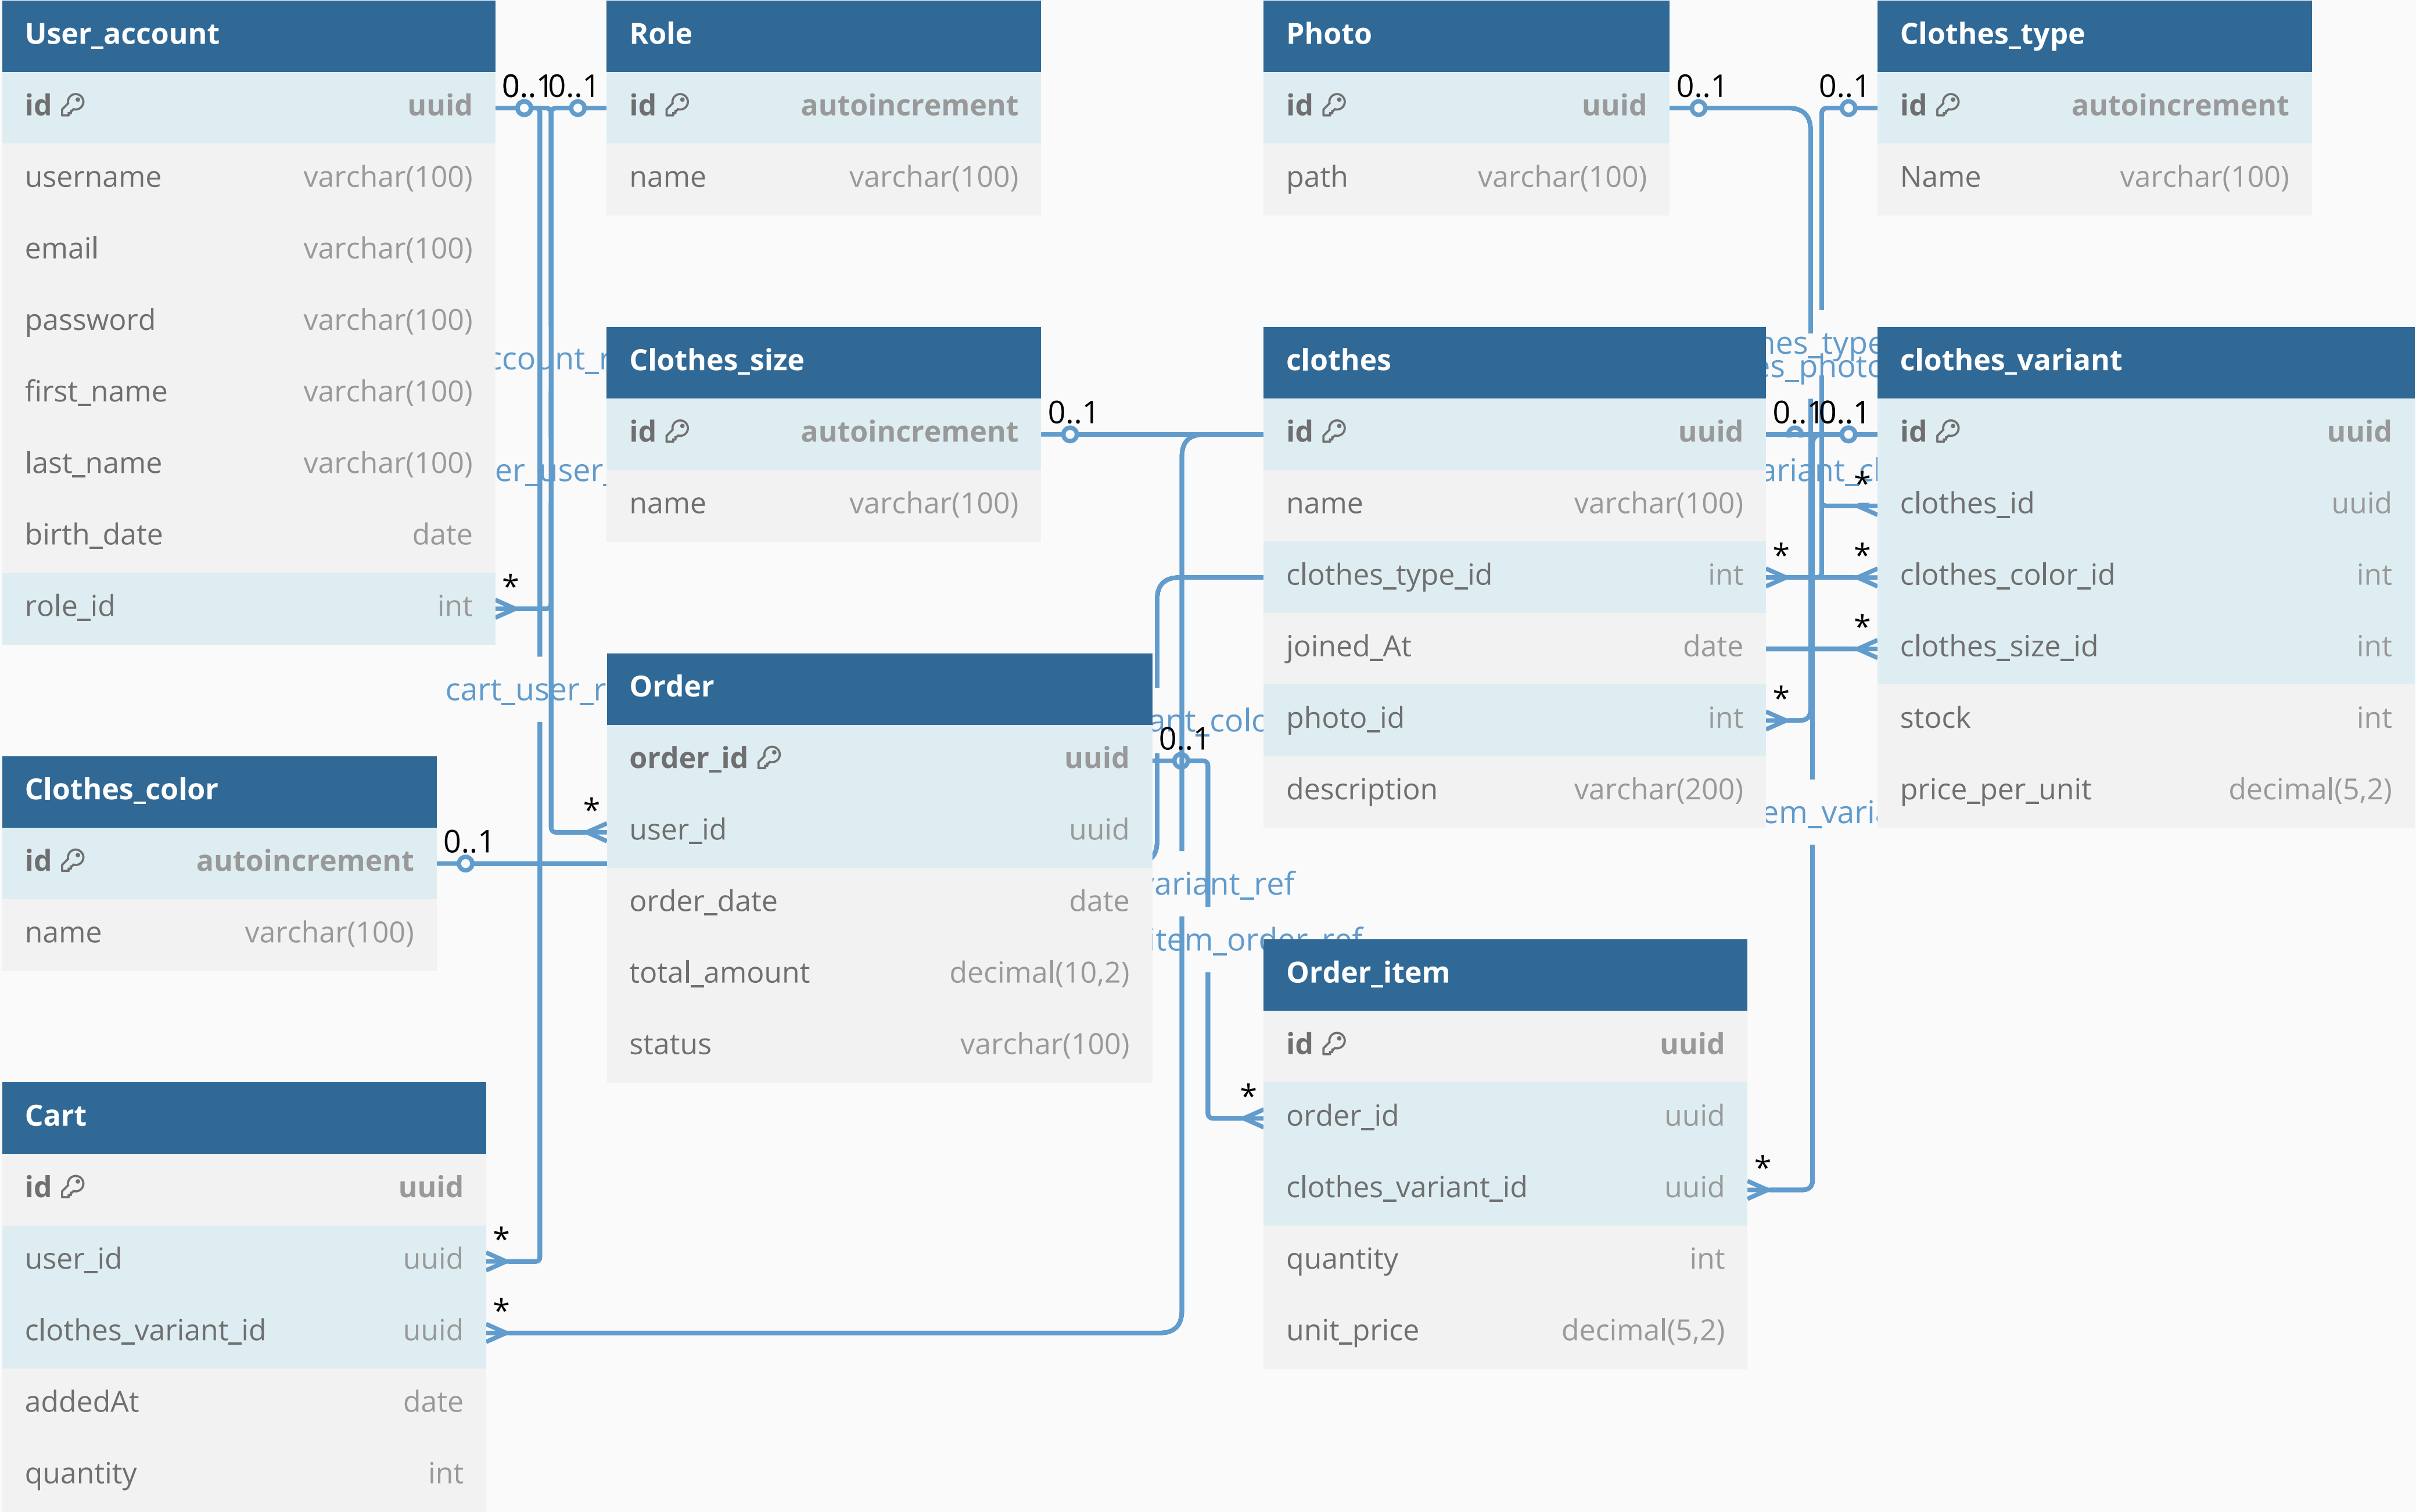 User_account
id uuid
username varchar(100)
email varchar(100)
password varchar(100)
first_name varchar(100)
last_name varchar(100)
birth_date date
role_id int
0..1
0..1
*
Role
id autoincrement
name varchar(100)
Photo
id uuid
path varchar(100)
0..1
Clothes_type
id autoincrement
Name varchar(100)
0..1
Clothes_size
id autoincrement
name varchar(100)
0..1
clothes
id uuid
name varchar(100)
clothes_type_id int
joined_At date
photo_id int
description varchar(200)
0..1
0..1
*
*
clothes_variant
id uuid
clothes_id uuid
clothes_color_id int
clothes_size_id int
stock int
price_per_unit decimal(5,2)
*
*
*
cart_user_r
Order
order_id uuid
user_id uuid
order_date date
total_amount decimal(10,2)
status varchar(100)
0..1
*
variant_ref
item_order_ref
Clothes_color
id autoincrement
name varchar(100)
0..1
Order_item
id uuid
order_id uuid
clothes_variant_id uuid
quantity int
unit_price decimal(5,2)
*
*
Cart
id uuid
user_id uuid
clothes_variant_id uuid
addedAt date
quantity int
*
*